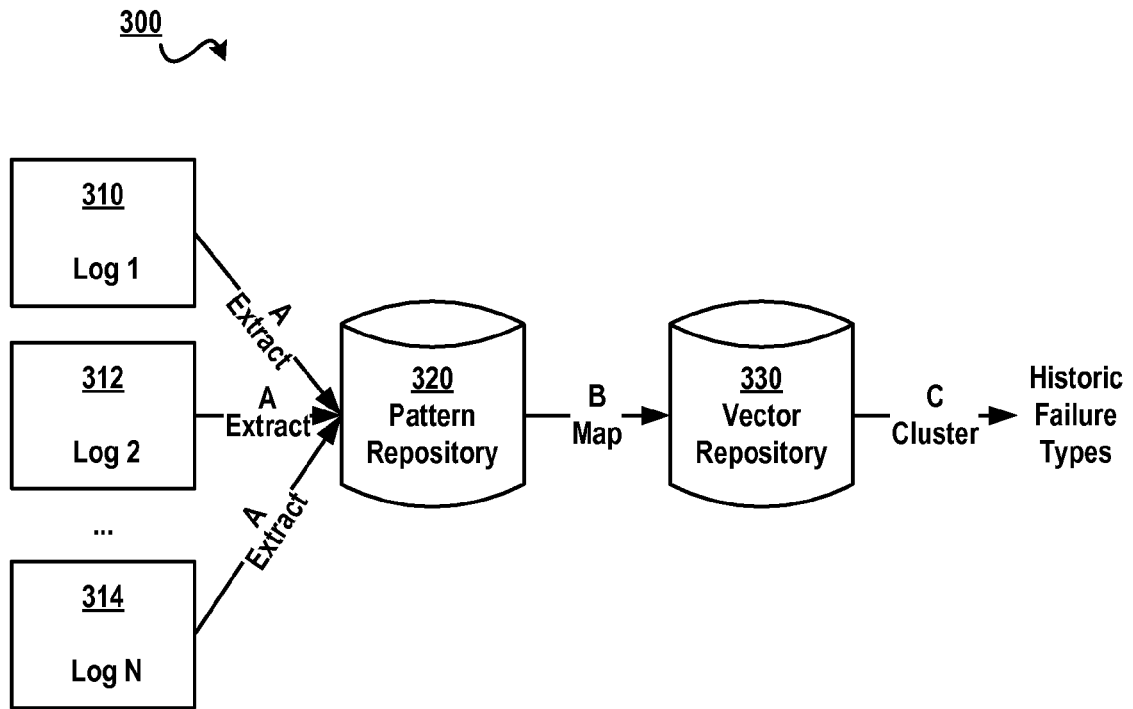 300
310
Log 1
312
Log 2
...
314
Log N
A
Extract
A
Extract
A
Extract
320
Pattern
Repository
B
Map
330
Vector
Repository
C
Cluster
Historic
Failure
Types